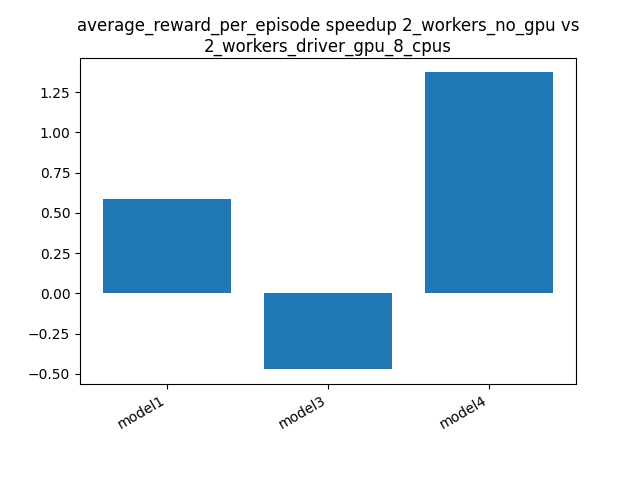 average_reward_per_episode speedup 2_workers_no_gpu vs
2_workers_driver_gpu_8_cpus
1.25
1.00
0.75
0.50
0.25
0.00
−0.25
−0.50
model1
model3
model4